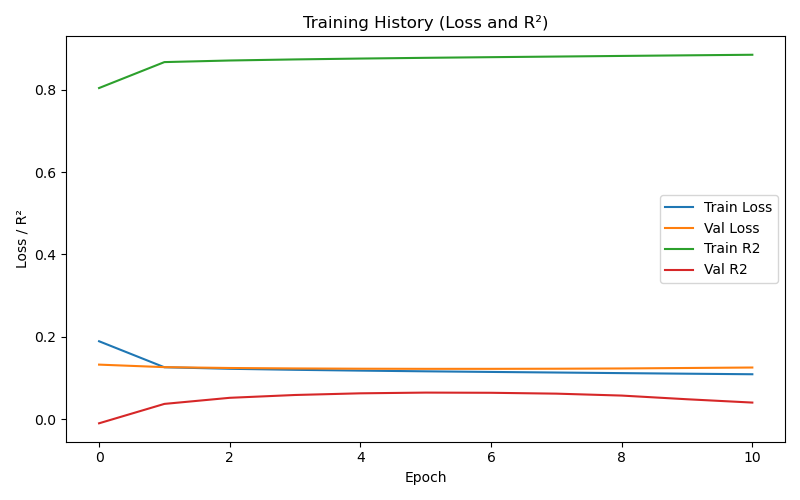 Training History (Loss and R²)
Loss / R²
0.8
0.6
0.4
0.2
0.0
Train Loss
Val Loss
Train R2
Val R2
0 2 4 6 8 10
Epoch